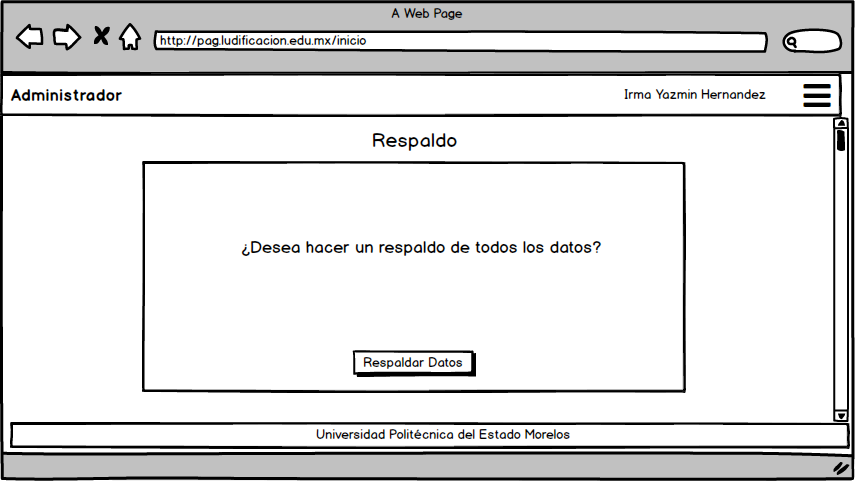 A Web Page
http://pag.ludificacion.edu.mx/inicio
Administrador
Irma Yazmin Hernandez
Respaldo
¿Desea hacer un respaldo de todos los datos?
Respaldar Datos
Universidad Politécnica del Estado Morelos